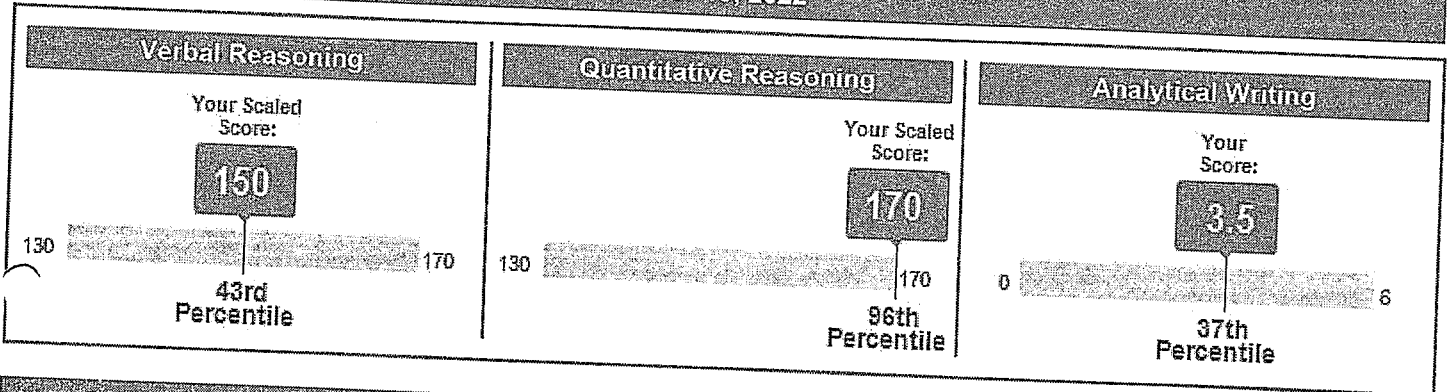 2022
Verbal Reasoning
Your Scaled
Score:
150
130
170
43rd
Percentile
Quantitative Reasoning
Your Scaled
Score:
170
130
170
96th
Percentile
Analytical Writing
Your
Score:
3.5
0
6
37th
Percentile